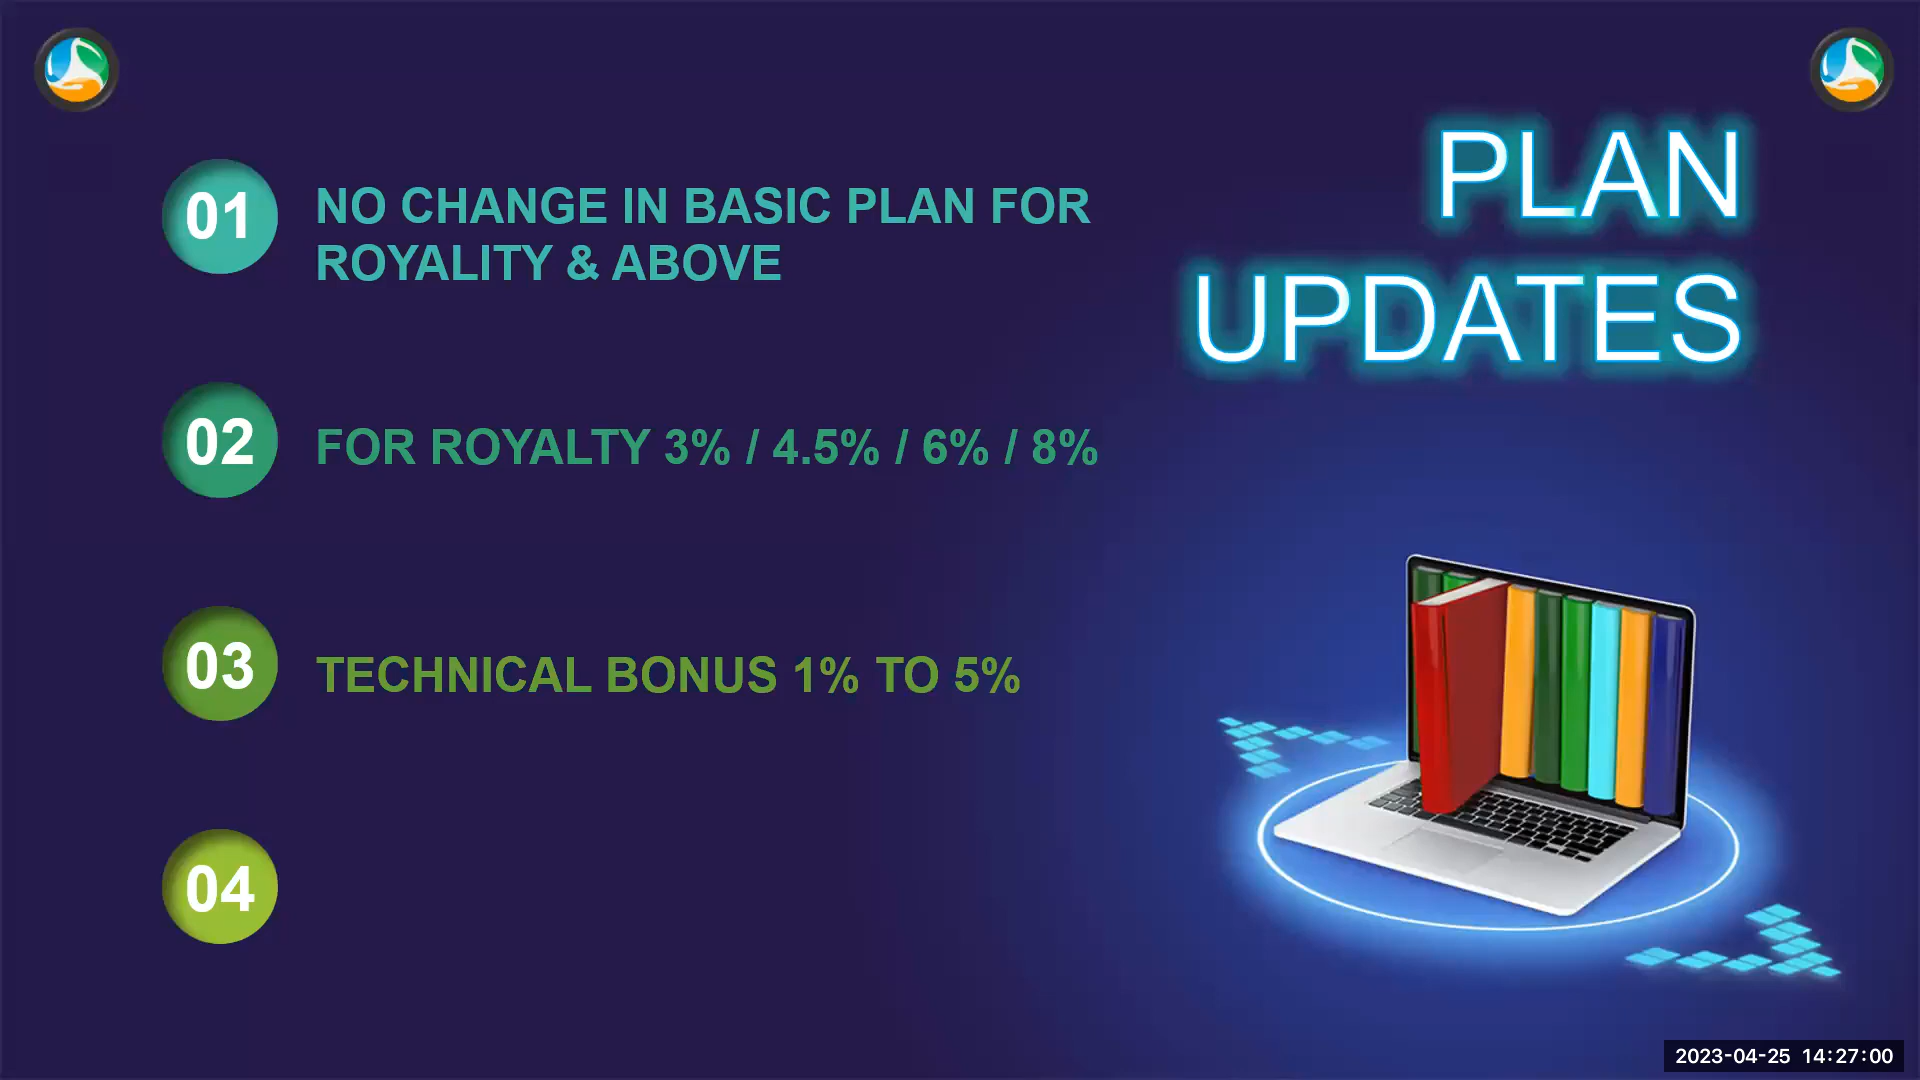 PLAN
UPDATES
01
NO CHANGE IN BASIC PLAN FOR
ROYALITY & ABOVE
02
FOR ROYALTY 3% / 4.5% / 6% / 8%
03
TECHNICAL BONUS 1% TO 5%
04
2023-04-25 14:27:00